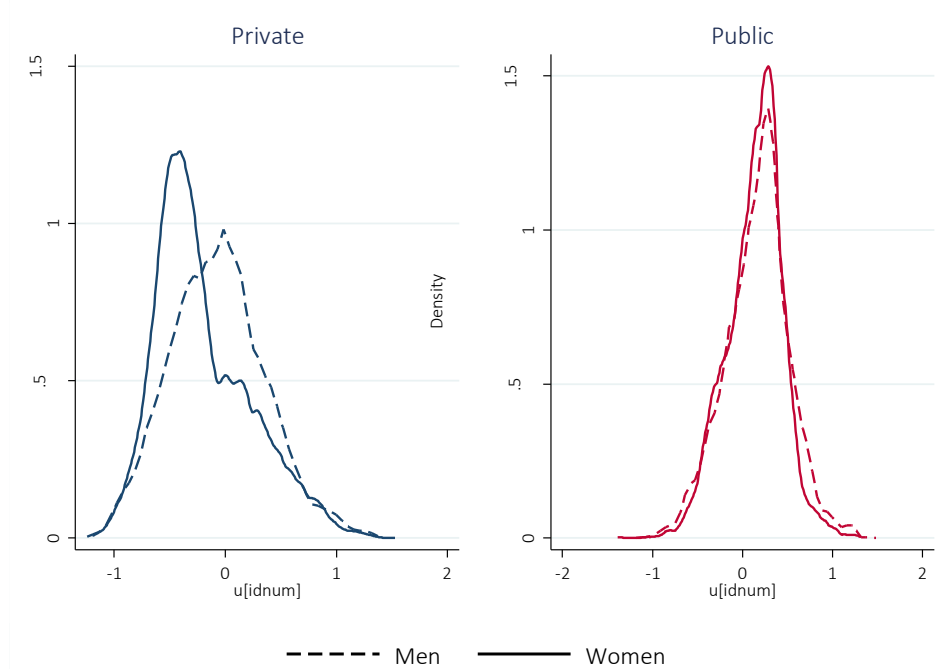 Private
Public
1.5
1
.5
0
-1
0
1
2
u[idnum]
Density
1.5
1
.5
0
-2
-1
0
1
2
u[idnum]
Men
Women